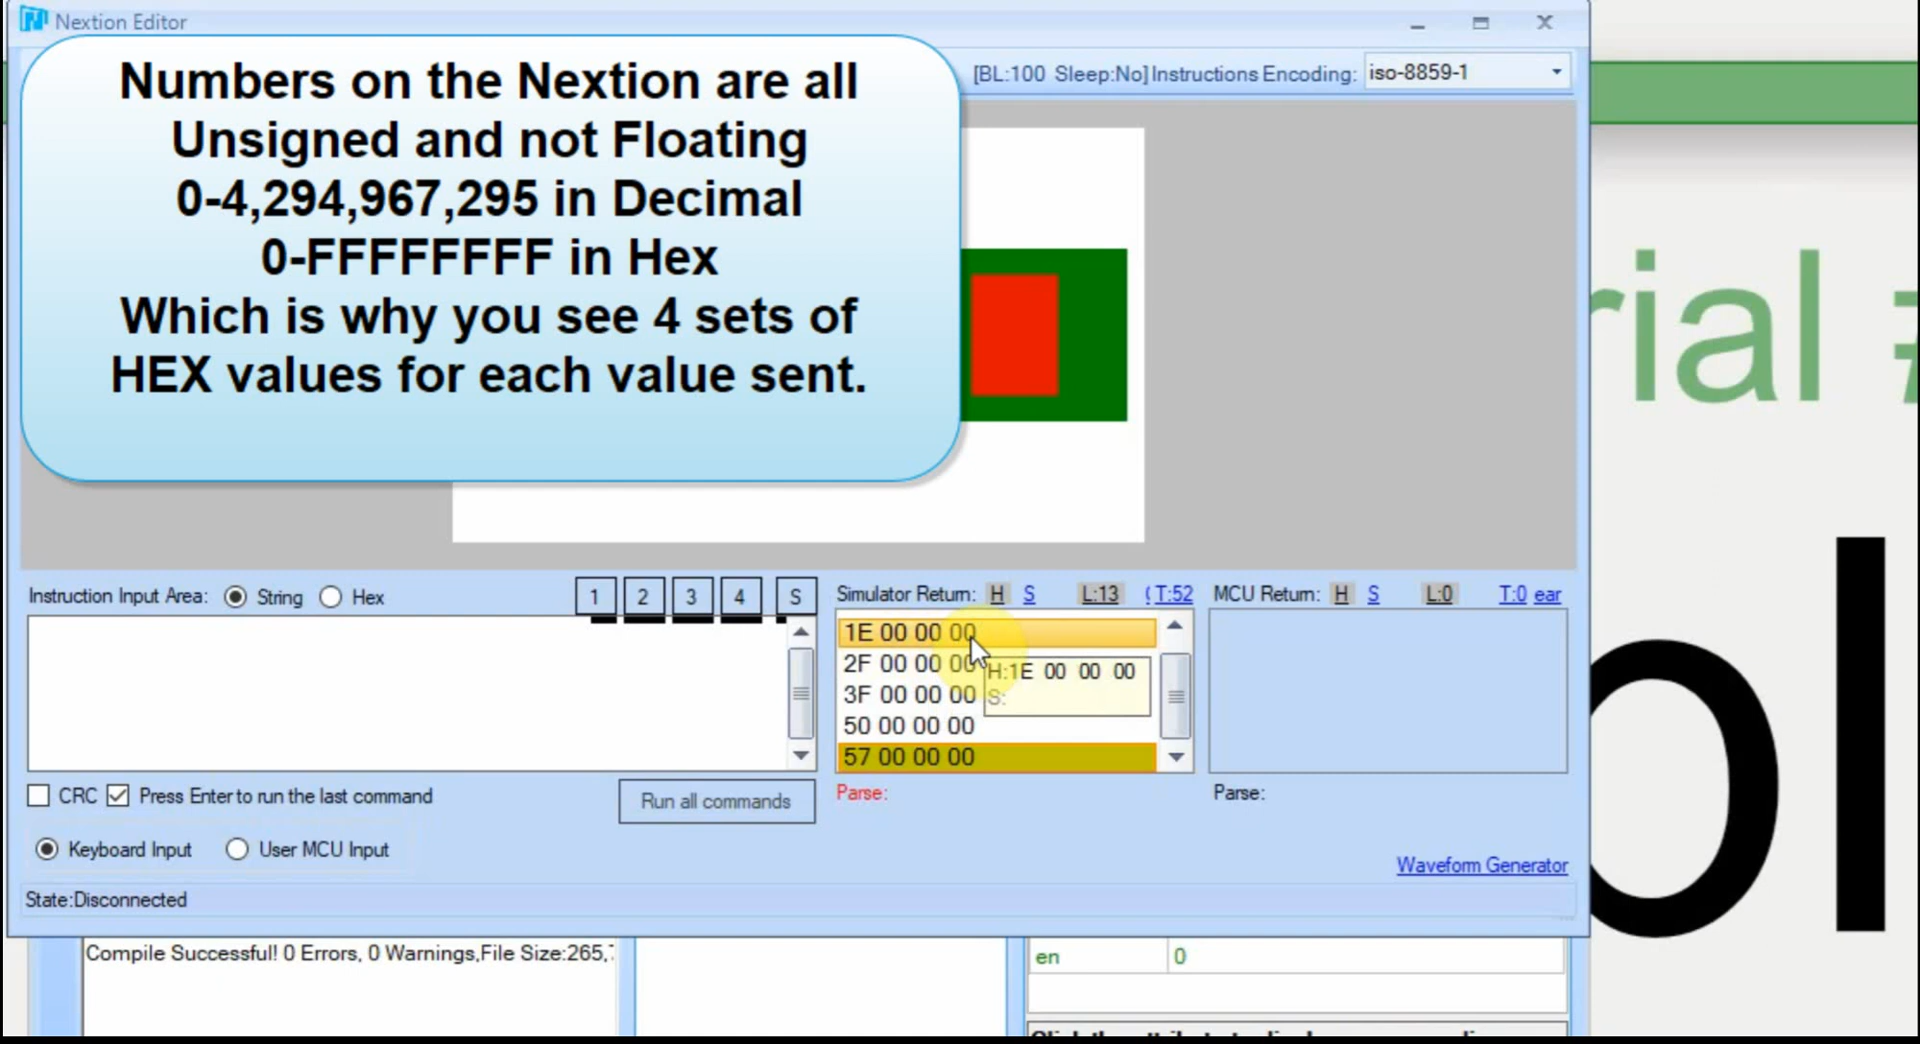 Nextion Editor
Numbers on the Nextion are all
Unsigned and not Floating
0-4,294,967,295 in Decimal
0-FFFFFFFF in Hex
Which is why you see 4 sets of
HEX values for each value sent.
[BL:100 Sleep:No] Instructions Encoding: iso-8859-1
rial #
ol
Instruction Input Area: String Hex
1 2 3 4 S
Simulator Return: H S L:13 ( T:52
MCU Return: H S L:0 T:0 ear
1E 00 00 00
2F 00 00 00
3F 00 00 00
50 00 00 00
57 00 00 00
H:1E 00 00 00
S:
CRC Press Enter to run the last command
Run all commands
Parse:
Parse:
Keyboard Input User MCU Input
Waveform Generator
State:Disconnected
Compile Successful! 0 Errors, 0 Warnings,File Size:265,
en 0